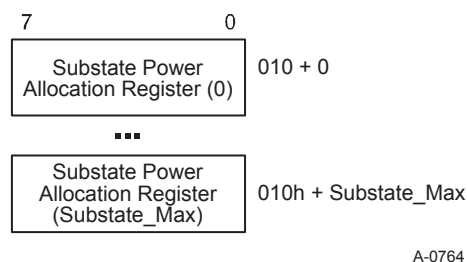 7 0
Substate Power
Allocation Register (0)
010 + 0
...
Substate Power
Allocation Register
(Substate_Max)
010h + Substate_Max
A-0764